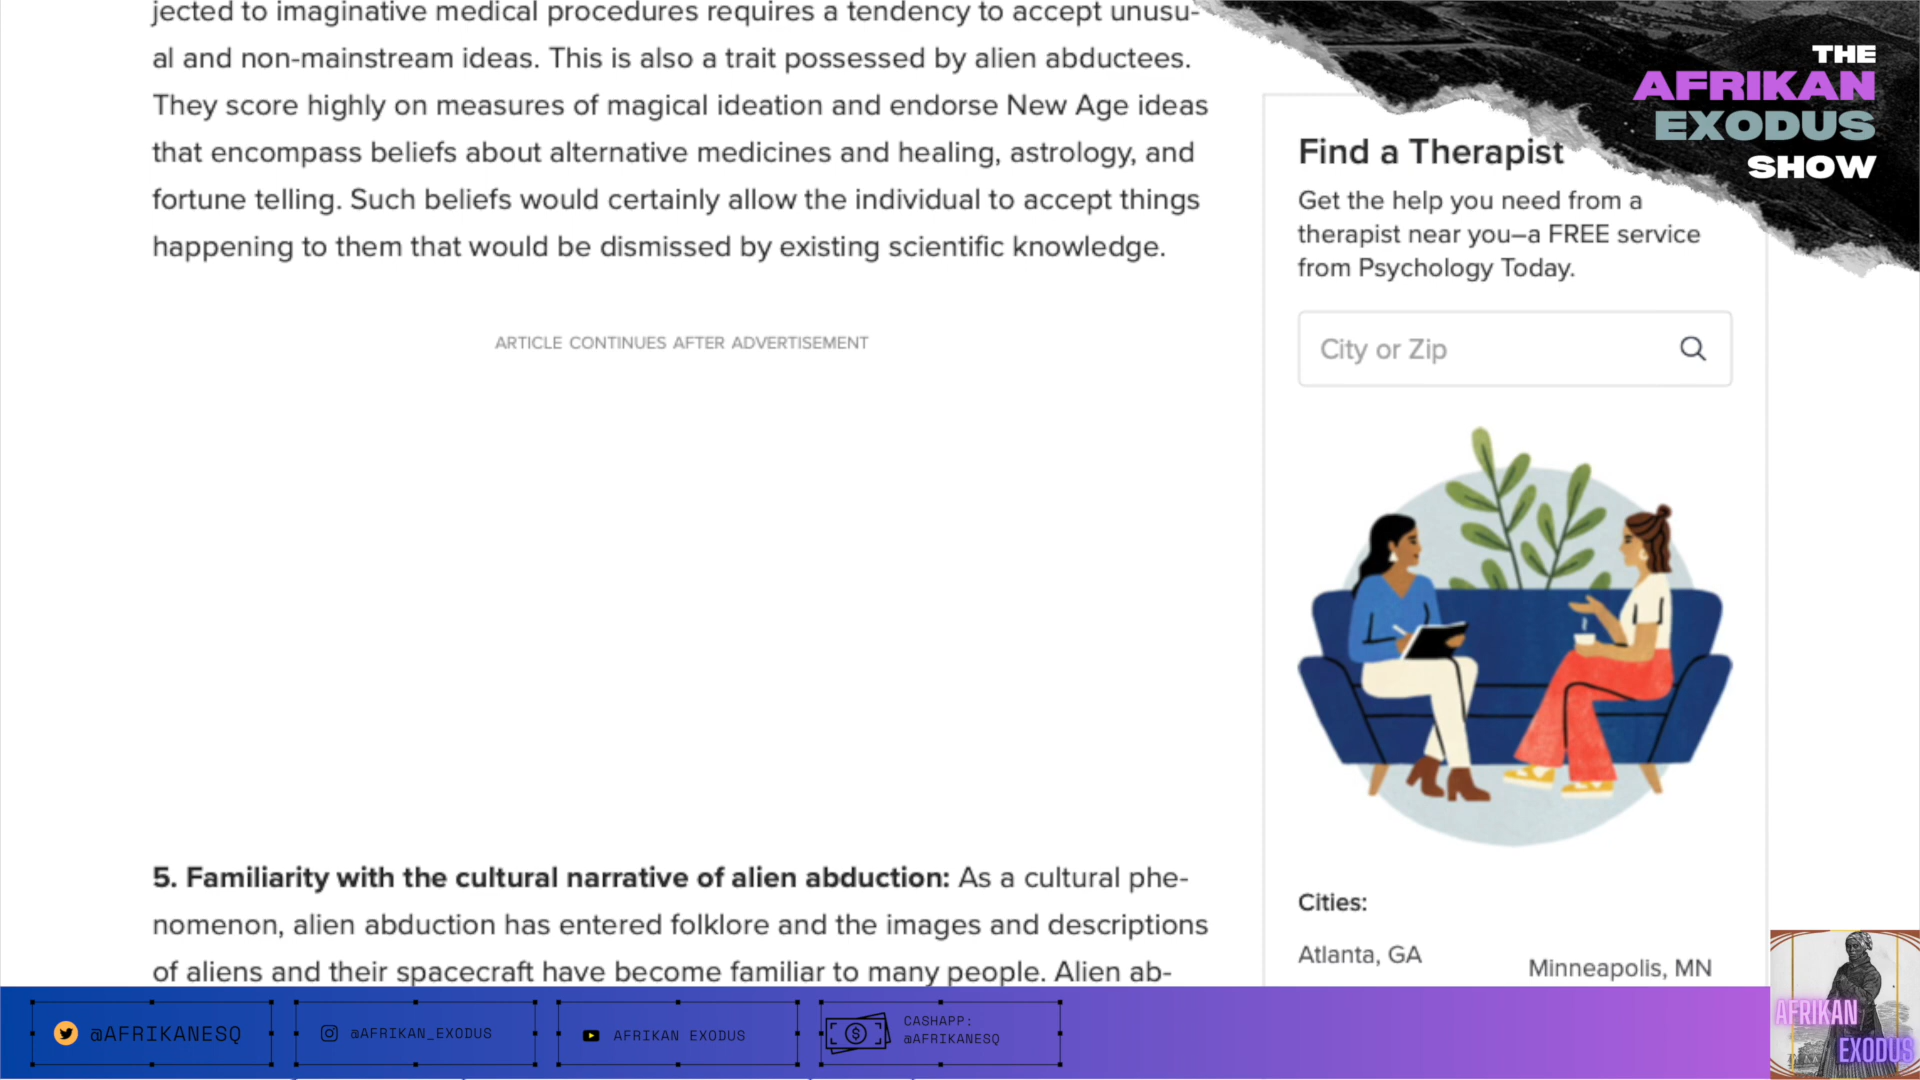 jected to imaginative medical procedures requires a tendency to accept unusu-
al and non-mainstream ideas. This is also a trait possessed by alien abductees.
They score highly on measures of magical ideation and endorse New Age ideas
that encompass beliefs about alternative medicines and healing, astrology, and
fortune telling. Such beliefs would certainly allow the individual to accept things
happening to them that would be dismissed by existing scientific knowledge.
ARTICLE CONTINUES AFTER ADVERTISEMENT
5. Familiarity with the cultural narrative of alien abduction: As a cultural phe-
nomenon, alien abduction has entered folklore and the images and descriptions
of aliens and their spacecraft have become familiar to many people. Alien ab-
THE
AFRIKAN
EXODUS
SHOW
Find a Therapist
Get the help you need from a
therapist near you–a FREE service
from Psychology Today.
City or Zip
Cities:
Atlanta, GA
Minneapolis, MN
@AFRIKANESQ
@AFRIKAN_EXODUS
AFRIKAN EXODUS
CASHAPP:
@AFRIKANESQ
AFRIKAN
EXODUS